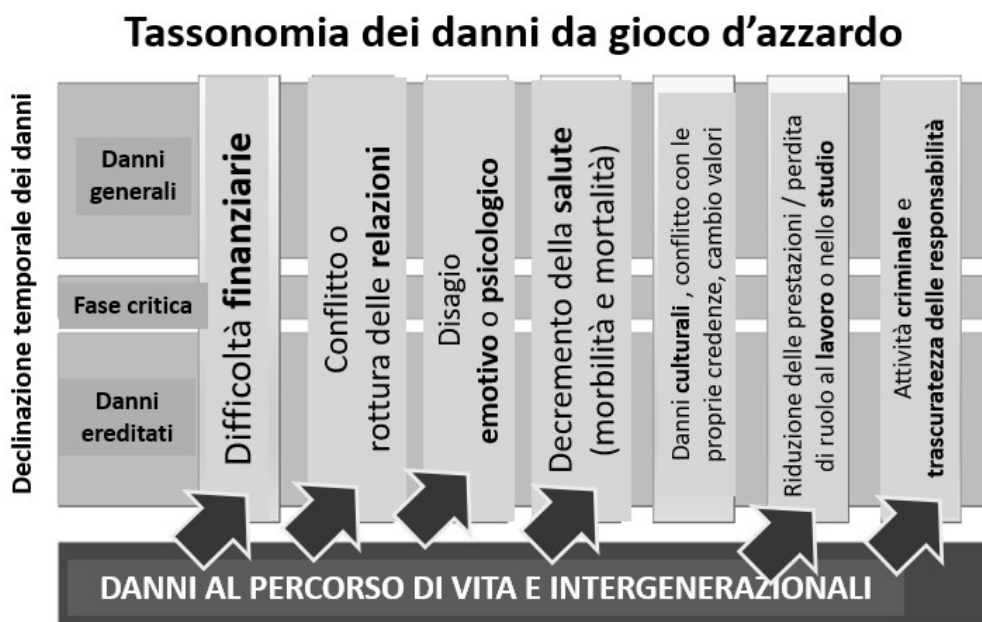 Tassonomia dei danni da gioco d'azzardo
Declinazione temporale dei danni
Danni
generali
Fase critica
Danni
ereditati
Difficoltà finanziarie
Conflitto o
rottura delle relazioni
Disagio
emotivo o psicologico
Decremento della salute
(morbilità e mortalità)
Danni culturali , conflitto con le
proprie credenze, cambio valori
Riduzione delle prestazioni / perdita
di ruolo al lavoro o nello studio
Attività criminale e
trascuratezza delle responsabilità
DANNI AL PERCORSO DI VITA E INTERGENERAZIONALI